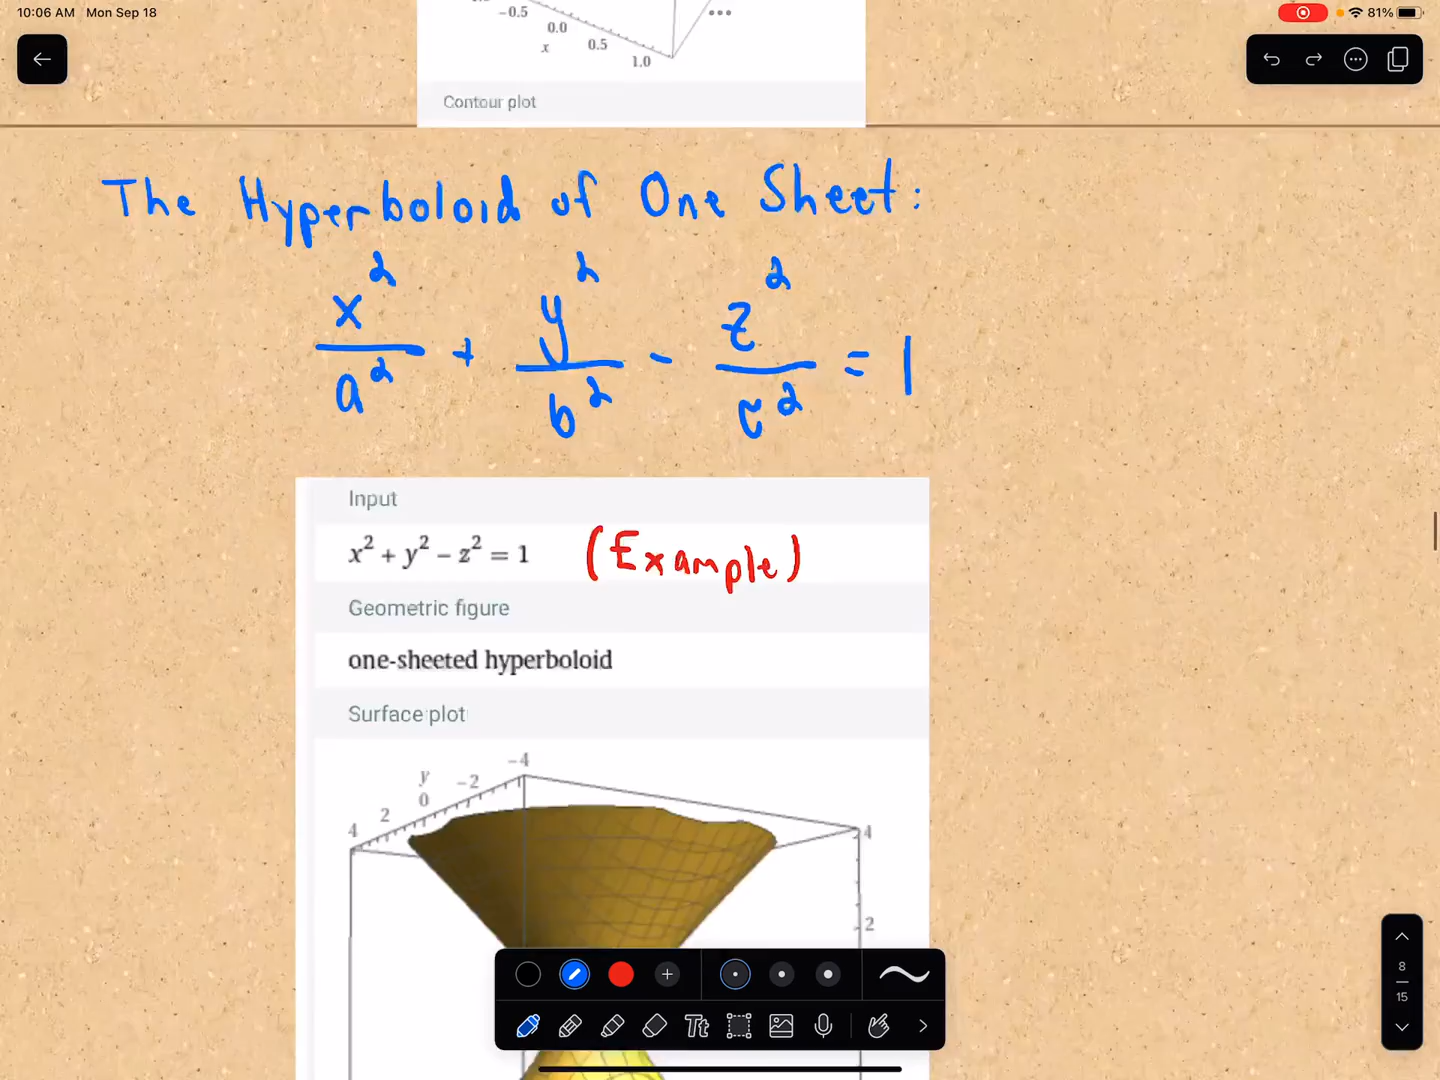 10:06 AM Mon Sep 18
81%
-0.5
0.0
0.5
1.0
x
Contour plot
The Hyperboloid of One Sheet:
x²/a² + y²/b² - z²/c² = 1
Input
x² + y² − z² = 1 (Example)
Geometric figure
one-sheeted hyperboloid
Surface plot
−4
y
−2
0
2
4
4
2
Tt
8
15